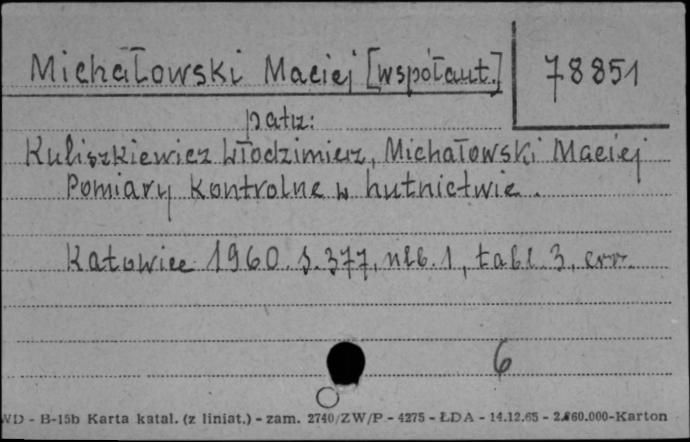 Michałowski Maciej [współaut.] 78851
patrz:
Kuliszkiewicz Włodzimierz, Michałowski Maciej
Pomiary kontrolne w hutnictwie.
Katowice 1960. s. 377, nlb. 1, tabl. 3, err.
6
WD - B-15b Karta katal. (z liniat.) - zam. 2740/ZW/P - 4275 - ŁDA - 14.12.65 - 2.860.000 - Karton